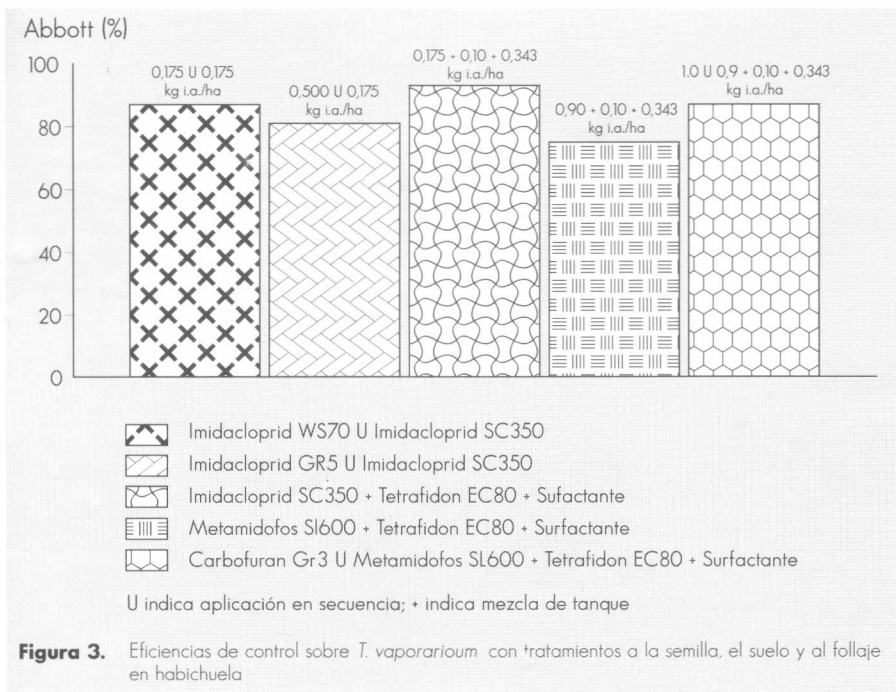 Abbott (%)
100
80
60
40
20
0
0,175 U 0,175
kg i.a./ha
0,500 U 0,175
kg i.a./ha
0,175 + 0,10 + 0,343
kg i.a./ha
0,90 + 0,10 + 0,343
kg i.a./ha
1.0 U 0,9 + 0,10 + 0,343
kg i.a./ha
Imidacloprid WS70 U Imidacloprid SC350
Imidacloprid GR5 U Imidacloprid SC350
Imidacloprid SC350 + Tetrafidon EC80 + Sufactante
Metamidofos Sl600 + Tetrafidon EC80 + Surfactante
Carbofuran Gr3 U Metamidofos SL600 + Tetrafidon EC80 + Surfactante
U indica aplicación en secuencia; + indica mezcla de tanque
Figura 3. Eficiencias de control sobre T. vaporarioum con tratamientos a la semilla, el suelo y al follaje
en habichuela